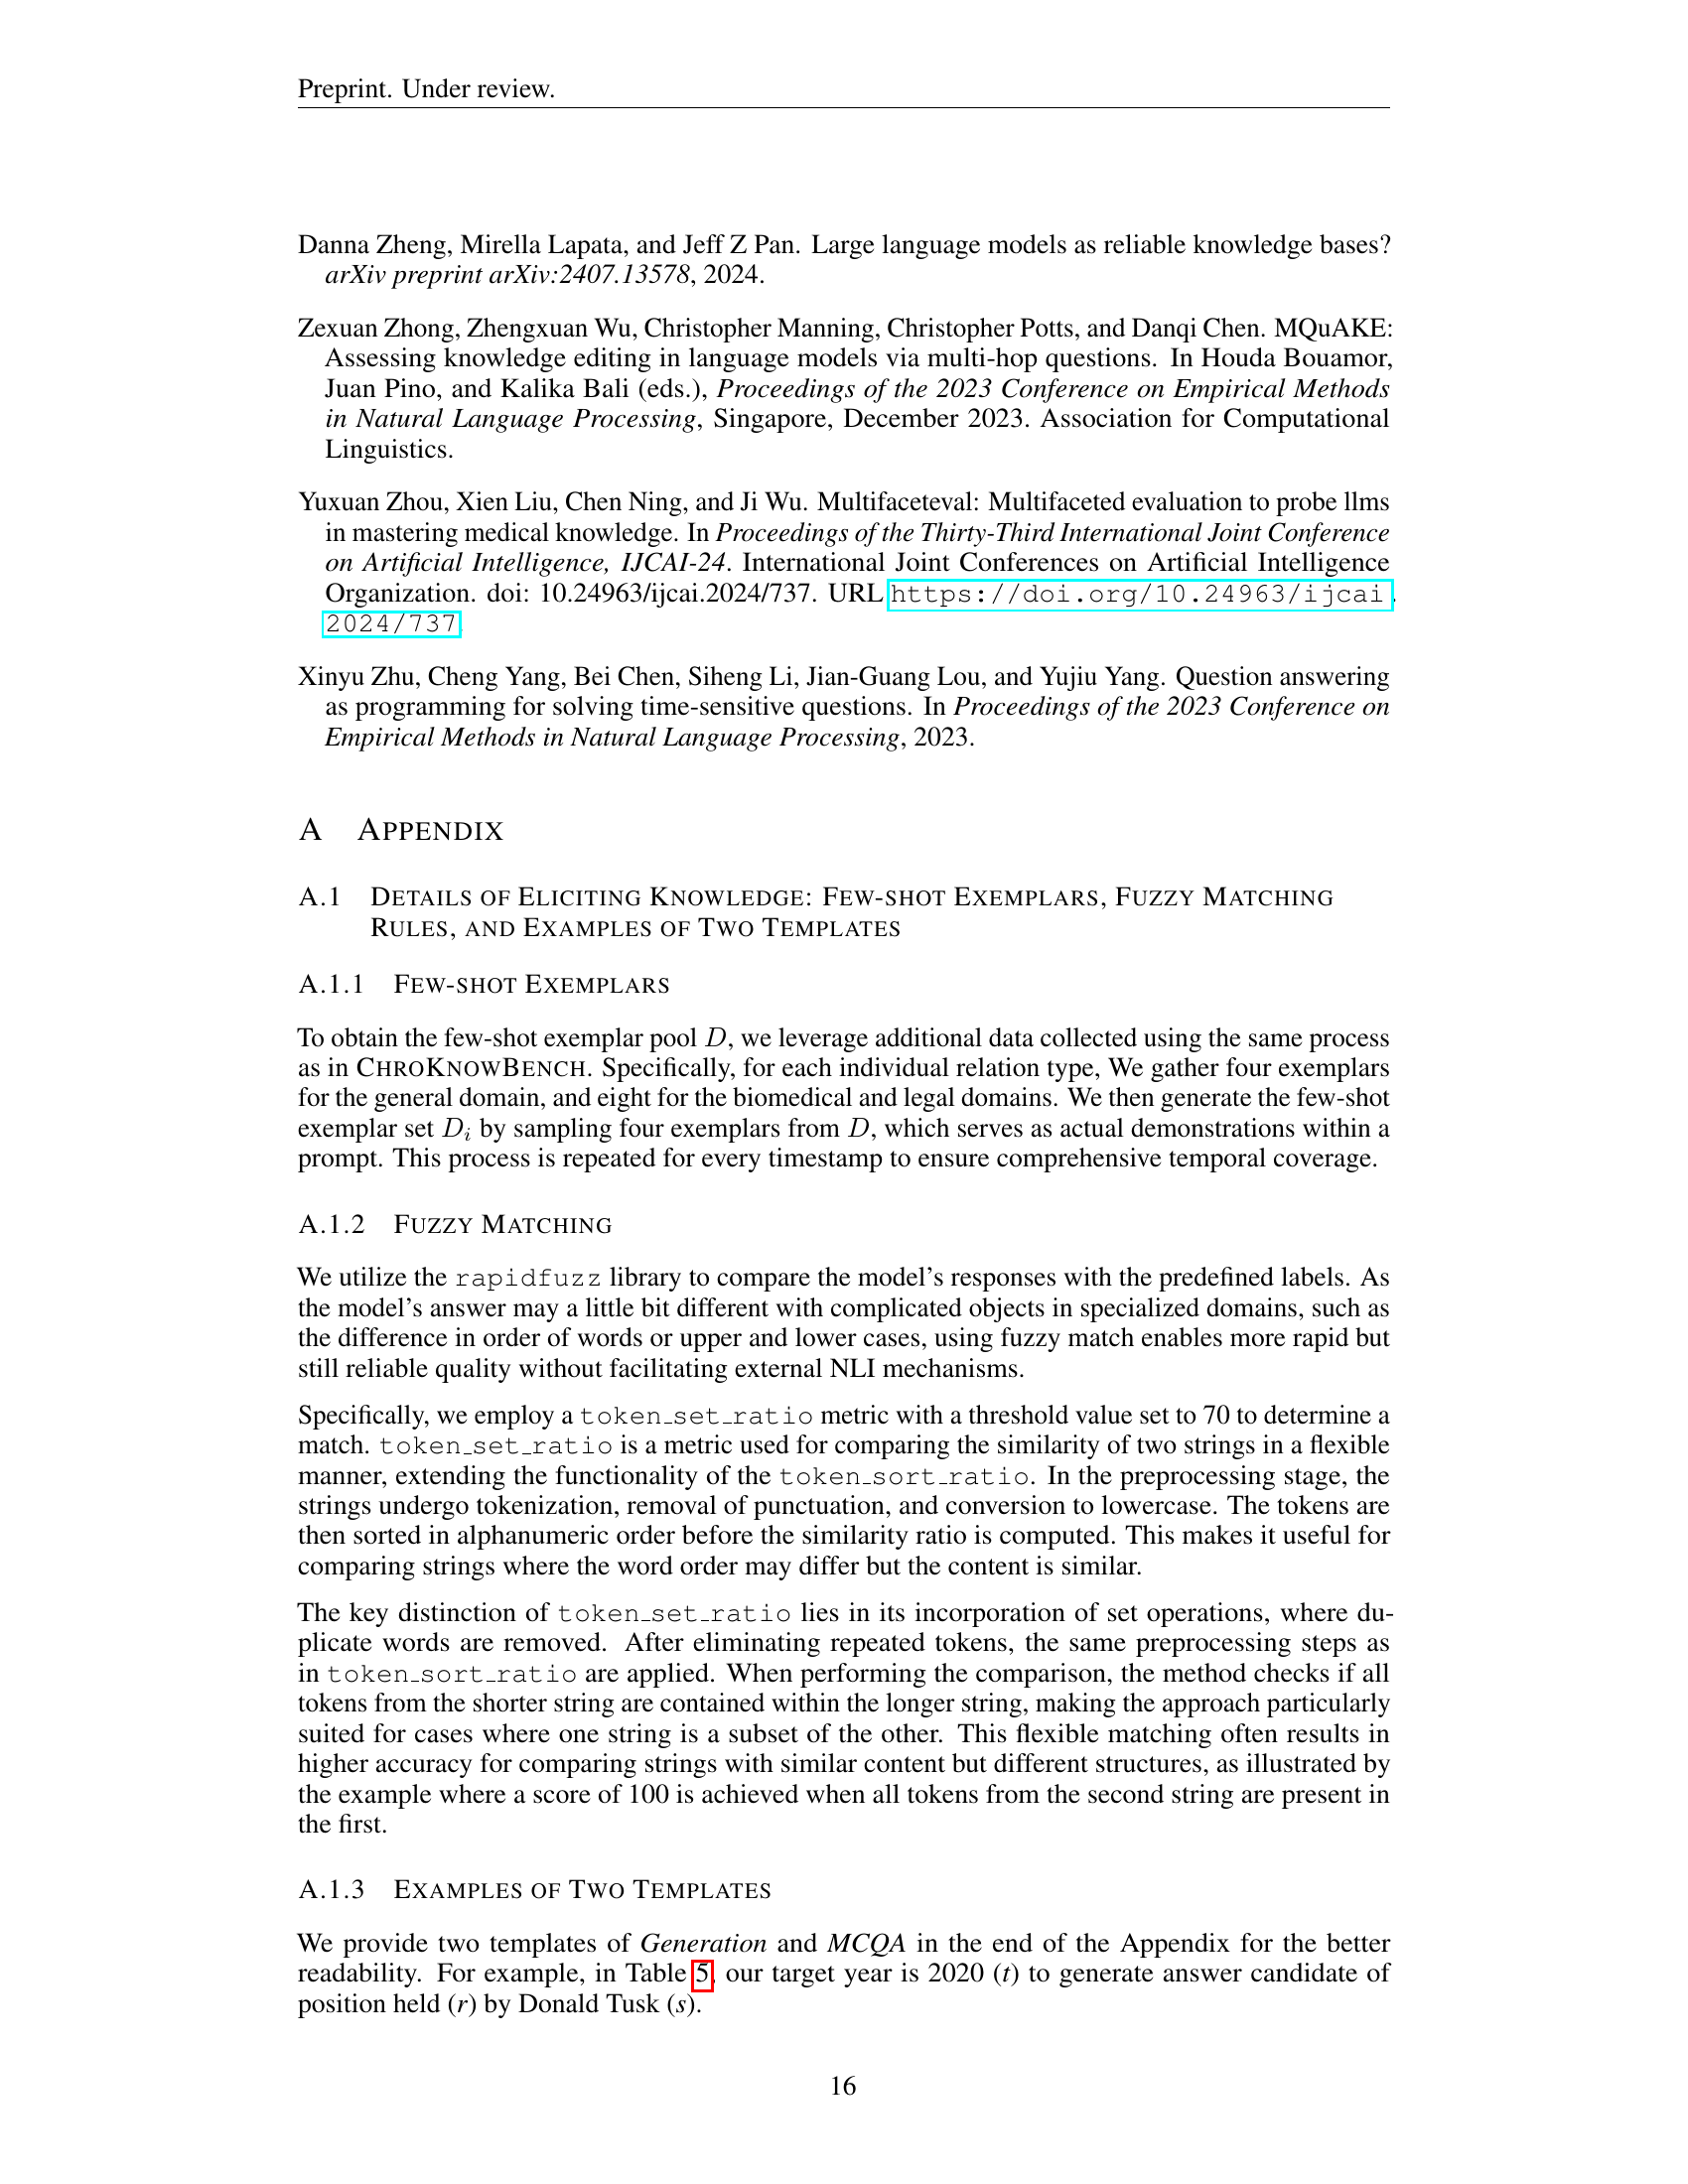 Preprint. Under review.
Danna Zheng, Mirella Lapata, and Jeff Z Pan. Large language models as reliable knowledge bases?
arXiv preprint arXiv:2407.13578, 2024.
Zexuan Zhong, Zhengxuan Wu, Christopher Manning, Christopher Potts, and Danqi Chen. MQuAKE:
Assessing knowledge editing in language models via multi-hop questions. In Houda Bouamor,
Juan Pino, and Kalika Bali (eds.), Proceedings of the 2023 Conference on Empirical Methods
in Natural Language Processing, Singapore, December 2023. Association for Computational
Linguistics.
Yuxuan Zhou, Xien Liu, Chen Ning, and Ji Wu. Multifaceteval: Multifaceted evaluation to probe llms
in mastering medical knowledge. In Proceedings of the Thirty-Third International Joint Conference
on Artificial Intelligence, IJCAI-24. International Joint Conferences on Artificial Intelligence
Organization. doi: 10.24963/ijcai.2024/737. URL https://doi.org/10.24963/ijcai.
2024/737.
Xinyu Zhu, Cheng Yang, Bei Chen, Siheng Li, Jian-Guang Lou, and Yujiu Yang. Question answering
as programming for solving time-sensitive questions. In Proceedings of the 2023 Conference on
Empirical Methods in Natural Language Processing, 2023.
A APPENDIX
A.1 DETAILS OF ELICITING KNOWLEDGE: FEW-SHOT EXEMPLARS, FUZZY MATCHING
RULES, AND EXAMPLES OF TWO TEMPLATES
A.1.1 FEW-SHOT EXEMPLARS
To obtain the few-shot exemplar pool D, we leverage additional data collected using the same process
as in CHROKNOWBENCH. Specifically, for each individual relation type, We gather four exemplars
for the general domain, and eight for the biomedical and legal domains. We then generate the few-shot
exemplar set Di by sampling four exemplars from D, which serves as actual demonstrations within a
prompt. This process is repeated for every timestamp to ensure comprehensive temporal coverage.
A.1.2 FUZZY MATCHING
We utilize the rapidfuzz library to compare the model's responses with the predefined labels. As
the model's answer may a little bit different with complicated objects in specialized domains, such as
the difference in order of words or upper and lower cases, using fuzzy match enables more rapid but
still reliable quality without facilitating external NLI mechanisms.
Specifically, we employ a token_set_ratio metric with a threshold value set to 70 to determine a
match. token_set_ratio is a metric used for comparing the similarity of two strings in a flexible
manner, extending the functionality of the token_sort_ratio. In the preprocessing stage, the
strings undergo tokenization, removal of punctuation, and conversion to lowercase. The tokens are
then sorted in alphanumeric order before the similarity ratio is computed. This makes it useful for
comparing strings where the word order may differ but the content is similar.
The key distinction of token_set_ratio lies in its incorporation of set operations, where du-
plicate words are removed. After eliminating repeated tokens, the same preprocessing steps as
in token_sort_ratio are applied. When performing the comparison, the method checks if all
tokens from the shorter string are contained within the longer string, making the approach particularly
suited for cases where one string is a subset of the other. This flexible matching often results in
higher accuracy for comparing strings with similar content but different structures, as illustrated by
the example where a score of 100 is achieved when all tokens from the second string are present in
the first.
A.1.3 EXAMPLES OF TWO TEMPLATES
We provide two templates of Generation and MCQA in the end of the Appendix for the better
readability. For example, in Table 5, our target year is 2020 (t) to generate answer candidate of
position held (r) by Donald Tusk (s).
16